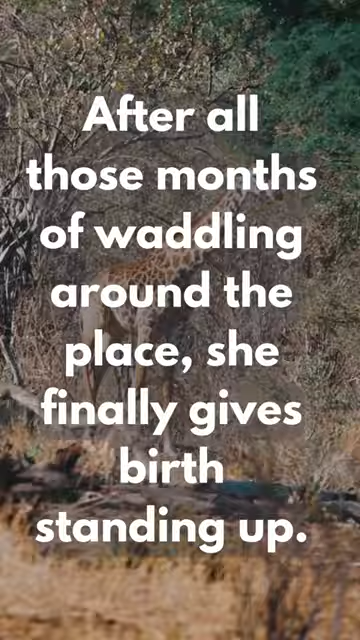 After all
those months
of waddling
around the
place, she
finally gives
birth
standing up.